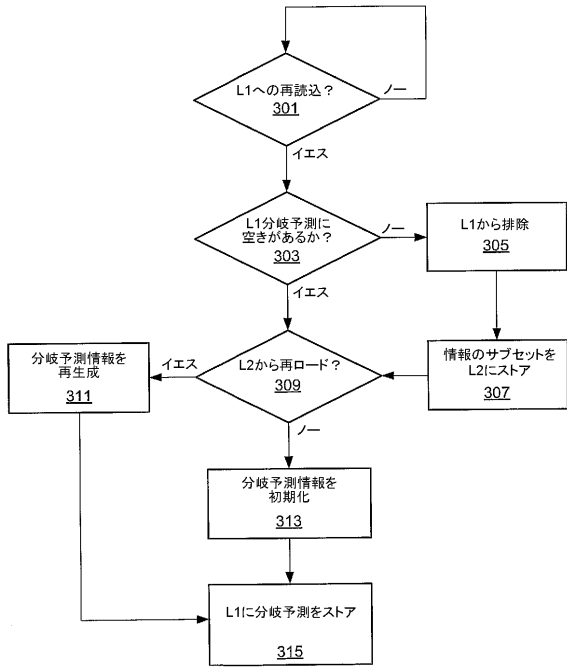 L1への再読込？
301
ノー
イエス
L1分岐予測に
空きがあるか？
303
ノー
L1から排除
305
イエス
情報のサブセットを
L2にストア
307
L2から再ロード？
309
イエス
分岐予測情報を
再生成
311
ノー
分岐予測情報を
初期化
313
L1に分岐予測をストア
315